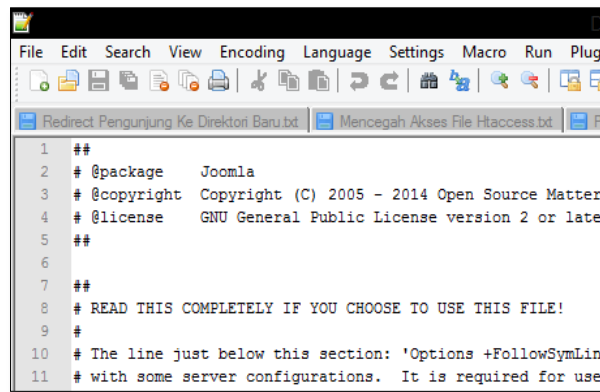 File Edit Search View Encoding Language Settings Macro Run Plug
Redirect Pengunjung Ke Direktori Baru.txt Mencegah Akses File Htaccess.txt
1 ##
2 # @package Joomla
3 # @copyright Copyright (C) 2005 - 2014 Open Source Matter
4 # @license GNU General Public License version 2 or late
5 ##
6
7 ##
8 # READ THIS COMPLETELY IF YOU CHOOSE TO USE THIS FILE!
9 #
10 # The line just below this section: 'Options +FollowSymLin
11 # with some server configurations. It is required for use